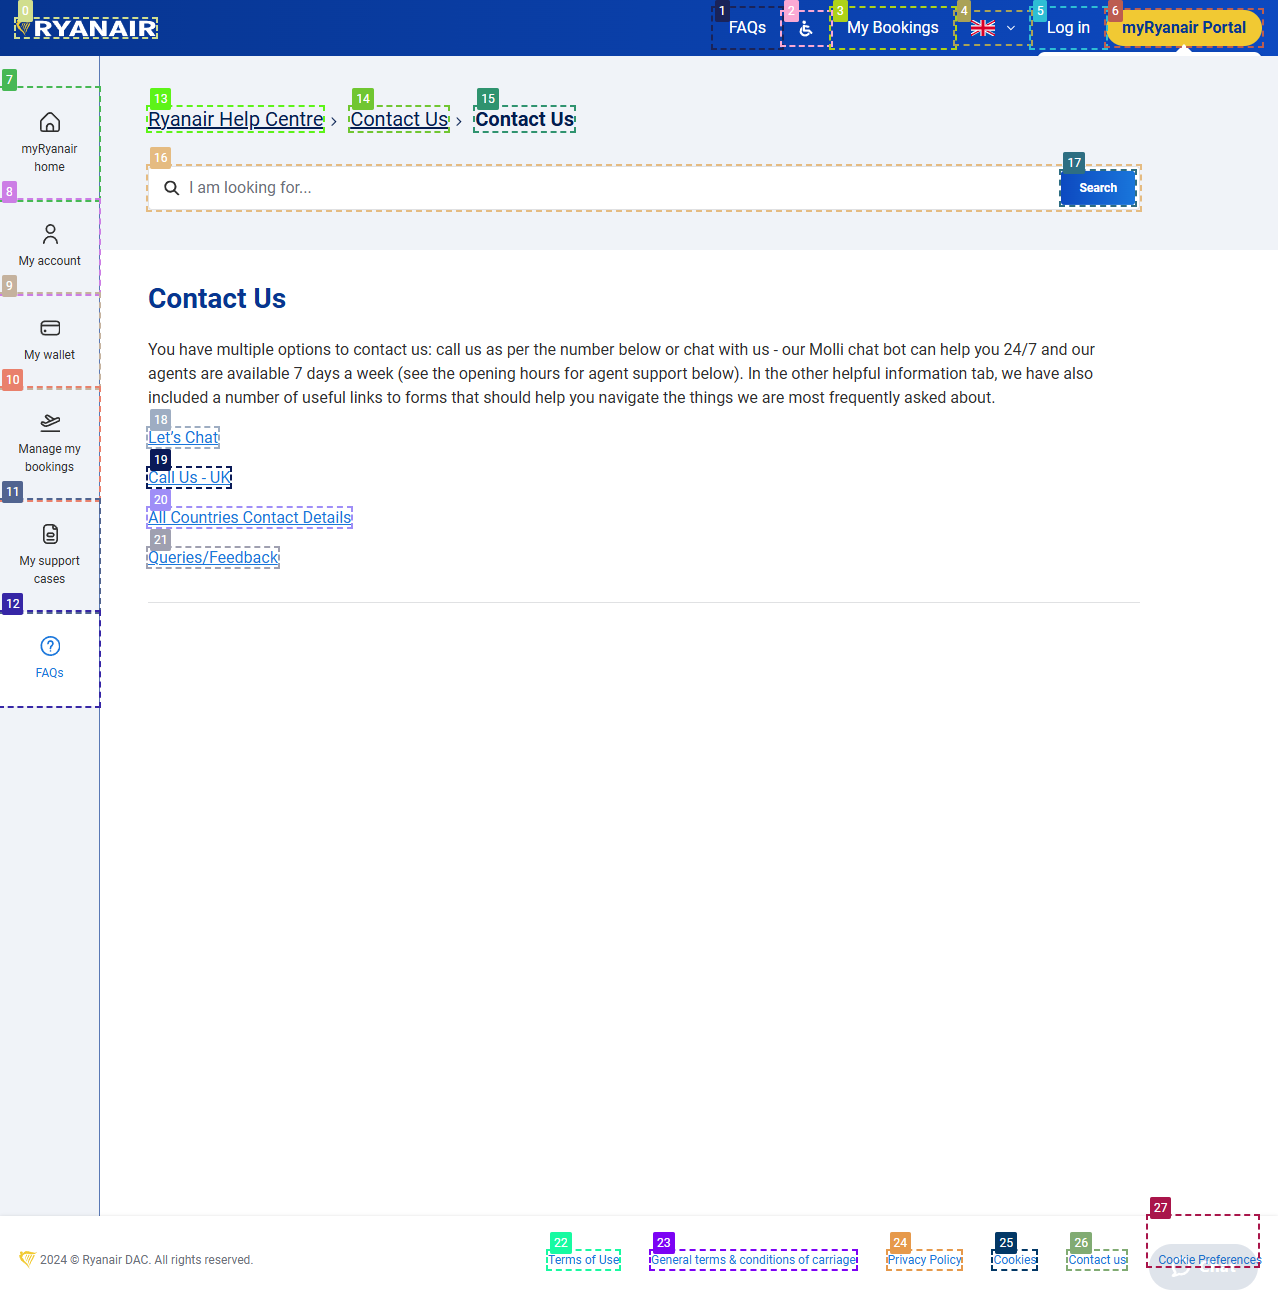 0
RYANAIR
1
FAQs
2
3
My Bookings
4
5
Log in
6
myRyanair Portal
7
myRyanair
home
8
My account
9
My wallet
10
Manage my
bookings
11
My support
cases
12
FAQs
13
Ryanair Help Centre
14
Contact Us
15
Contact Us
16
I am looking for...
17
Search
Contact Us
You have multiple options to contact us: call us as per the number below or chat with us - our Molli chat bot can help you 24/7 and our
agents are available 7 days a week (see the opening hours for agent support below). In the other helpful information tab, we have also
included a number of useful links to forms that should help you navigate the things we are most frequently asked about.
18
Let's Chat
19
Call Us - UK
20
All Countries Contact Details
21
Queries/Feedback
2024 © Ryanair DAC. All rights reserved.
22
Terms of Use
23
General terms & conditions of carriage
24
Privacy Policy
25
Cookies
26
Contact us
27
Cookie Preferences